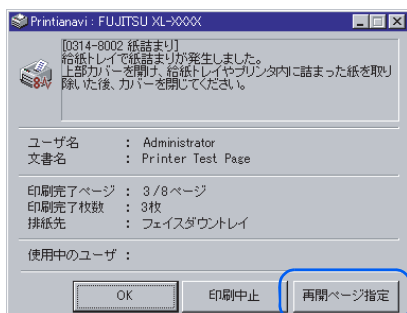 Printianavi : FUJITSU XL-XXXX
[0314-8002 紙詰まり]
給紙トレイで紙詰まりが発生しました。
上部カバーを開け、給紙トレイやプリンタ内に詰まった紙を取り
除いた後、カバーを閉じてください。
ユーザ名 : Administrator
文書名 : Printer Test Page
印刷完了ページ : 3/8ページ
印刷完了枚数 : 3枚
排紙先 : フェイスダウントレイ
使用中のユーザ :
OK 印刷中止 再開ページ指定